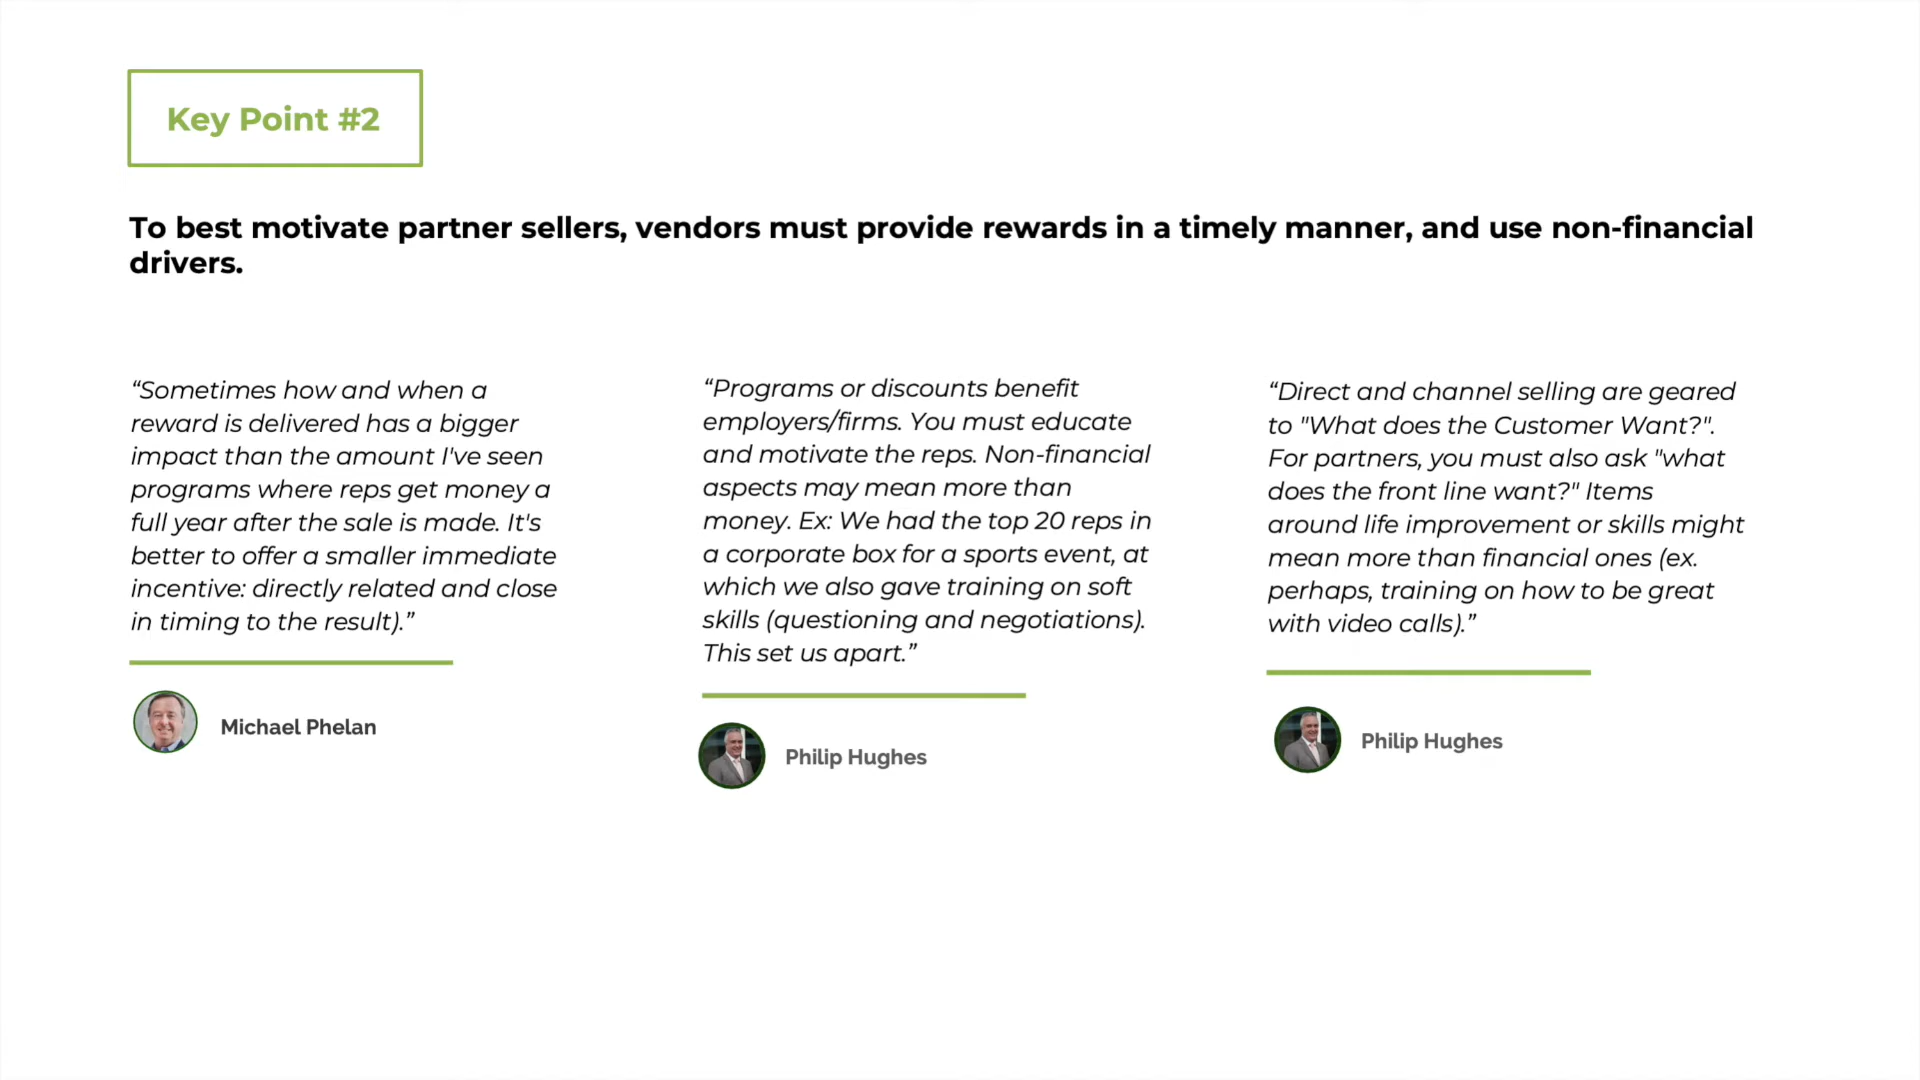 Key Point #2
To best motivate partner sellers, vendors must provide rewards in a timely manner, and use non-financial
drivers.
“Sometimes how and when a
reward is delivered has a bigger
impact than the amount I've seen
programs where reps get money a
full year after the sale is made. It's
better to offer a smaller immediate
incentive: directly related and close
in timing to the result).”
Michael Phelan
“Programs or discounts benefit
employers/firms. You must educate
and motivate the reps. Non-financial
aspects may mean more than
money. Ex: We had the top 20 reps in
a corporate box for a sports event, at
which we also gave training on soft
skills (questioning and negotiations).
This set us apart.”
Philip Hughes
“Direct and channel selling are geared
to "What does the Customer Want?".
For partners, you must also ask "what
does the front line want?" Items
around life improvement or skills might
mean more than financial ones (ex.
perhaps, training on how to be great
with video calls).”
Philip Hughes